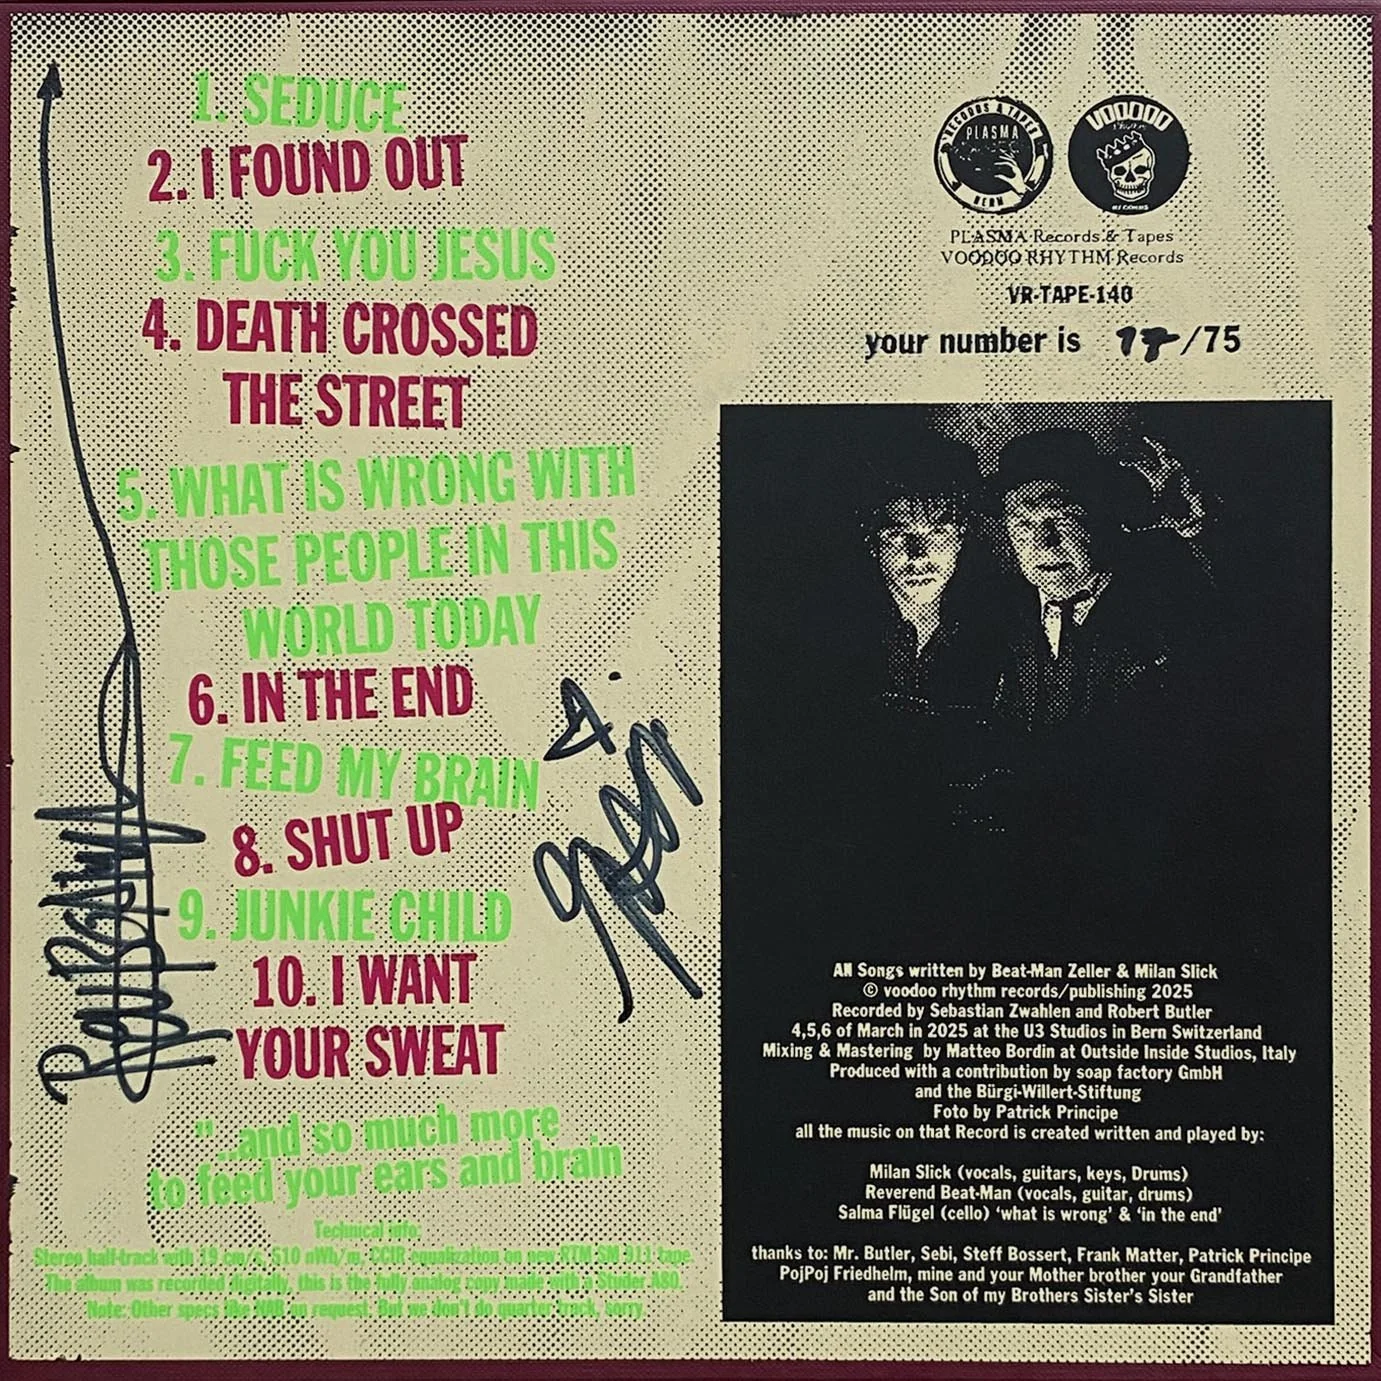 1. SEDUCE
2. I FOUND OUT
3. FUCK YOU JESUS
4. DEATH CROSSED
THE STREET
5. WHAT IS WRONG WITH
THOSE PEOPLE IN THIS
WORLD TODAY
6. IN THE END
7. FEED MY BRAIN
8. SHUT UP
9. JUNKIE CHILD
10. I WANT
YOUR SWEAT
"...and so much more
to feed your ears and brain
Technical info:
Stereo half-track with 19 cm/s, 510 nWb/m, CCIR equalization on new RTM SM 911 tape.
The album was recorded digitally, this is the fully analog copy made with a Studer A80.
Note: Other specs like NAB on request. But we don't do quarter track, sorry.
RECORDS & TAPES
PLASMA
BERN
VOODOO
Rhythm
RECORDS
PLASMA Records & Tapes
VOODOO RHYTHM Records
VR-TAPE-140
your number is 17/75
All Songs written by Beat-Man Zeller & Milan Slick
© voodoo rhythm records/publishing 2025
Recorded by Sebastian Zwahlen and Robert Butler
4,5,6 of March in 2025 at the U3 Studios in Bern Switzerland
Mixing & Mastering by Matteo Bordin at Outside Inside Studios, Italy
Produced with a contribution by soap factory GmbH
and the Bürgi-Willert-Stiftung
Foto by Patrick Principe
all the music on that Record is created written and played by:
Milan Slick (vocals, guitars, keys, Drums)
Reverend Beat-Man (vocals, guitar, drums)
Salma Flügel (cello) 'what is wrong' & 'in the end'
thanks to: Mr. Butler, Sebi, Steff Bossert, Frank Matter, Patrick Principe
PojPoj Friedhelm, mine and your Mother brother your Grandfather
and the Son of my Brothers Sister's Sister